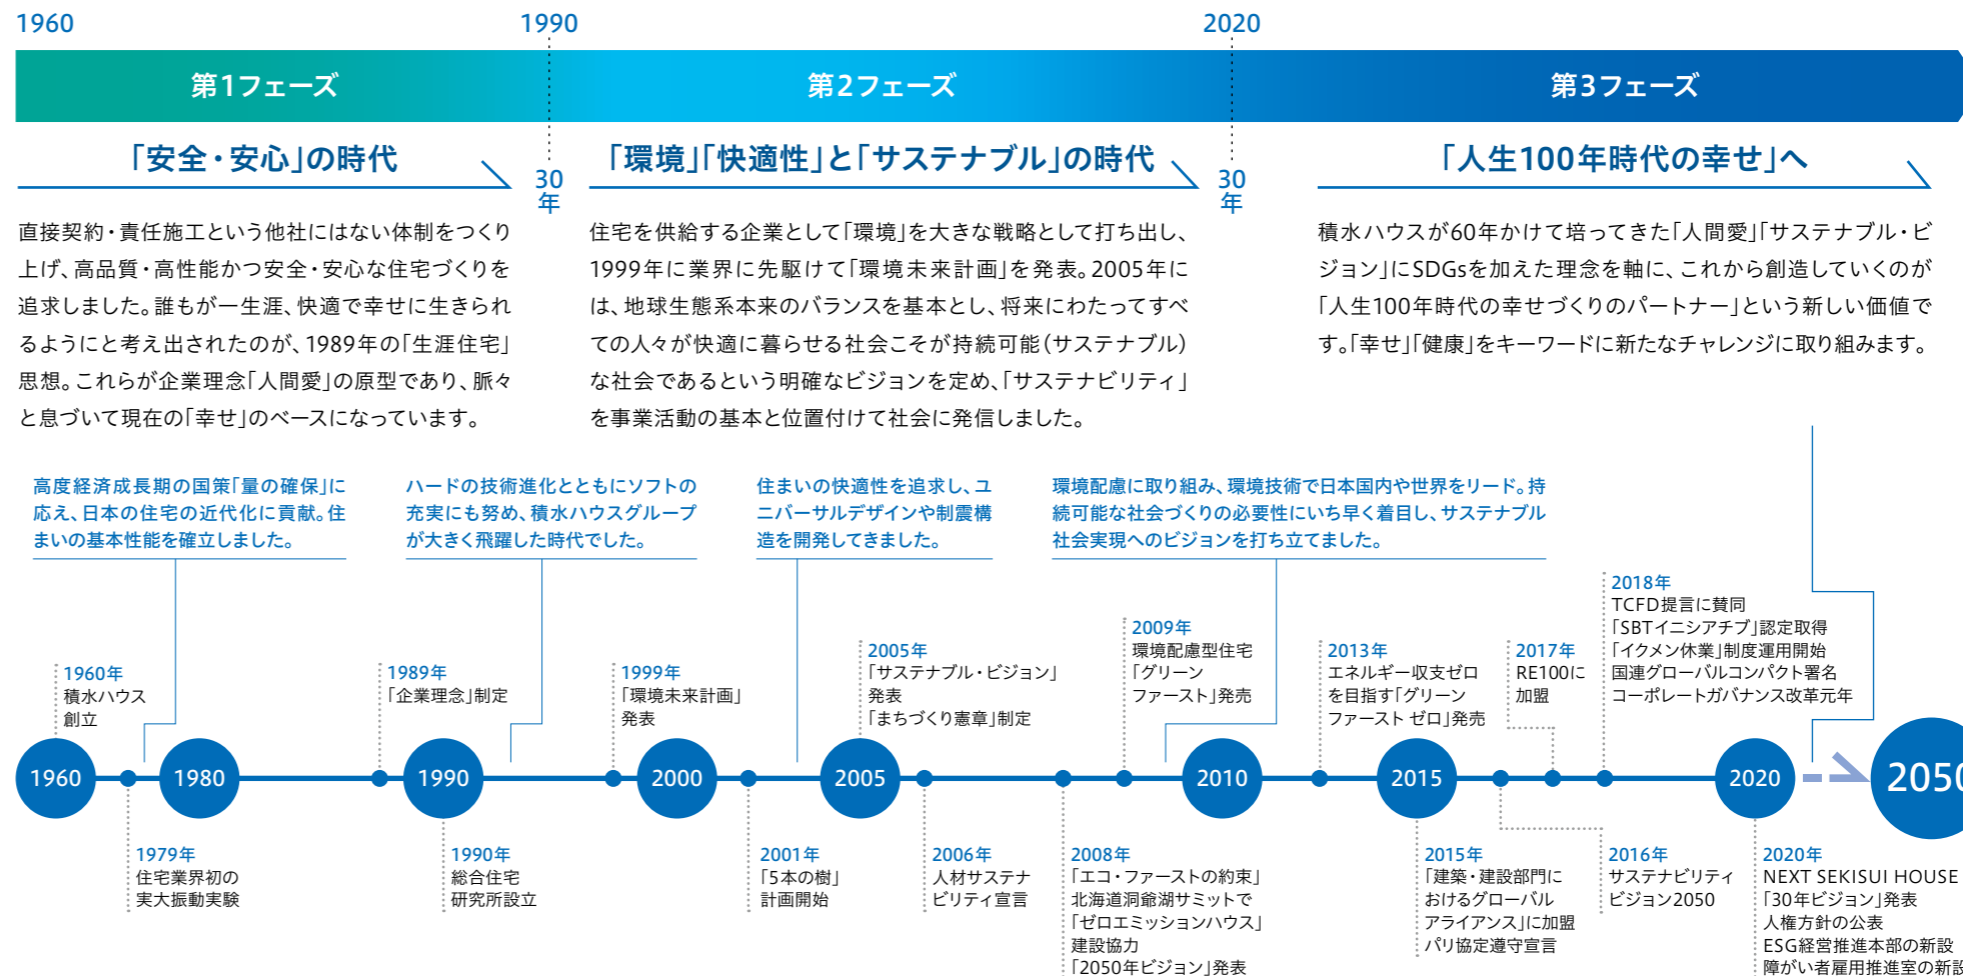 1960
1990
2020
第1フェーズ
第2フェーズ
第3フェーズ
「安全・安心」の時代
30
年
「環境」「快適性」と「サステナブル」の時代
30
年
「人生100年時代の幸せ」へ
直接契約・責任施工という他社にはない体制をつくり
上げ、高品質・高性能かつ安全・安心な住宅づくりを
追求しました。誰もが一生涯、快適で幸せに生きられ
るようにと考え出されたのが、1989年の「生涯住宅」
思想。これらが企業理念「人間愛」の原型であり、脈々
と息づいて現在の「幸せ」のベースになっています。
住宅を供給する企業として「環境」を大きな戦略として打ち出し、
1999年に業界に先駆けて「環境未来計画」を発表。2005年に
は、地球生態系本来のバランスを基本とし、将来にわたってすべ
ての人々が快適に暮らせる社会こそが持続可能(サステナブル)
な社会であるという明確なビジョンを定め、「サステナビリティ」
を事業活動の基本と位置付けて社会に発信しました。
積水ハウスが60年かけて培ってきた「人間愛」「サステナブル・ビ
ジョン」にSDGsを加えた理念を軸に、これから創造していくのが
「人生100年時代の幸せづくりのパートナー」という新しい価値で
す。「幸せ」「健康」をキーワードに新たなチャレンジに取り組みます。
高度経済成長期の国策「量の確保」に
応え、日本の住宅の近代化に貢献。住
まいの基本性能を確立しました。
ハードの技術進化とともにソフトの
充実にも努め、積水ハウスグループ
が大きく飛躍した時代でした。
住まいの快適性を追求し、ユ
ニバーサルデザインや制震構
造を開発してきました。
環境配慮に取り組み、環境技術で日本国内や世界をリード。持
続可能な社会づくりの必要性にいち早く着目し、サステナブル
社会実現へのビジョンを打ち立てました。
1960年
積水ハウス
創立
1989年
「企業理念」制定
1999年
「環境未来計画」
発表
2005年
「サステナブル・ビジョン」
発表
「まちづくり憲章」制定
2009年
環境配慮型住宅
「グリーン
ファースト」発売
2013年
エネルギー収支ゼロ
を目指す「グリーン
ファースト ゼロ」発売
2017年
RE100に
加盟
2018年
TCFD提言に賛同
「SBTイニシアチブ」認定取得
「イクメン休業」制度運用開始
国連グローバルコンパクト署名
コーポレートガバナンス改革元年
1960
1980
1990
2000
2005
2010
2015
2020
2050
1979年
住宅業界初の
実大振動実験
1990年
総合住宅
研究所設立
2001年
「5本の樹」
計画開始
2006年
人材サステナ
ビリティ宣言
2008年
「エコ・ファーストの約束」
北海道洞爺湖サミットで
「ゼロエミッションハウス」
建設協力
「2050年ビジョン」発表
2015年
「建築・建設部門に
おけるグローバル
アライアンス」に加盟
パリ協定遵守宣言
2016年
サステナビリティ
ビジョン2050
2020年
NEXT SEKISUI HOUSE
「30年ビジョン」発表
人権方針の公表
ESG経営推進本部の新設
障がい者雇用推進室の新設